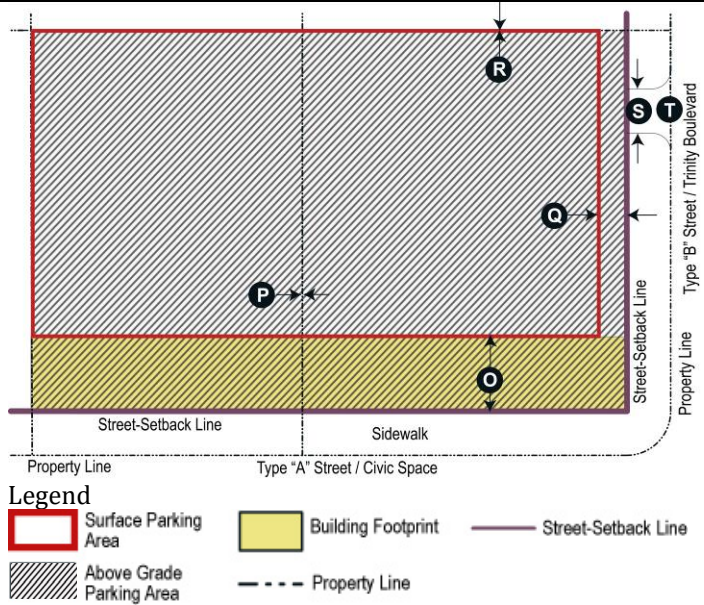 R
S
T
Type "B" Street / Trinity Boulevard
Q
P
Street-Setback Line
Property Line
O
Street-Setback Line
Sidewalk
Property Line
Type "A" Street / Civic Space
Legend
Surface Parking
Area
Building Footprint
Street-Setback Line
Above Grade
Parking Area
Property Line